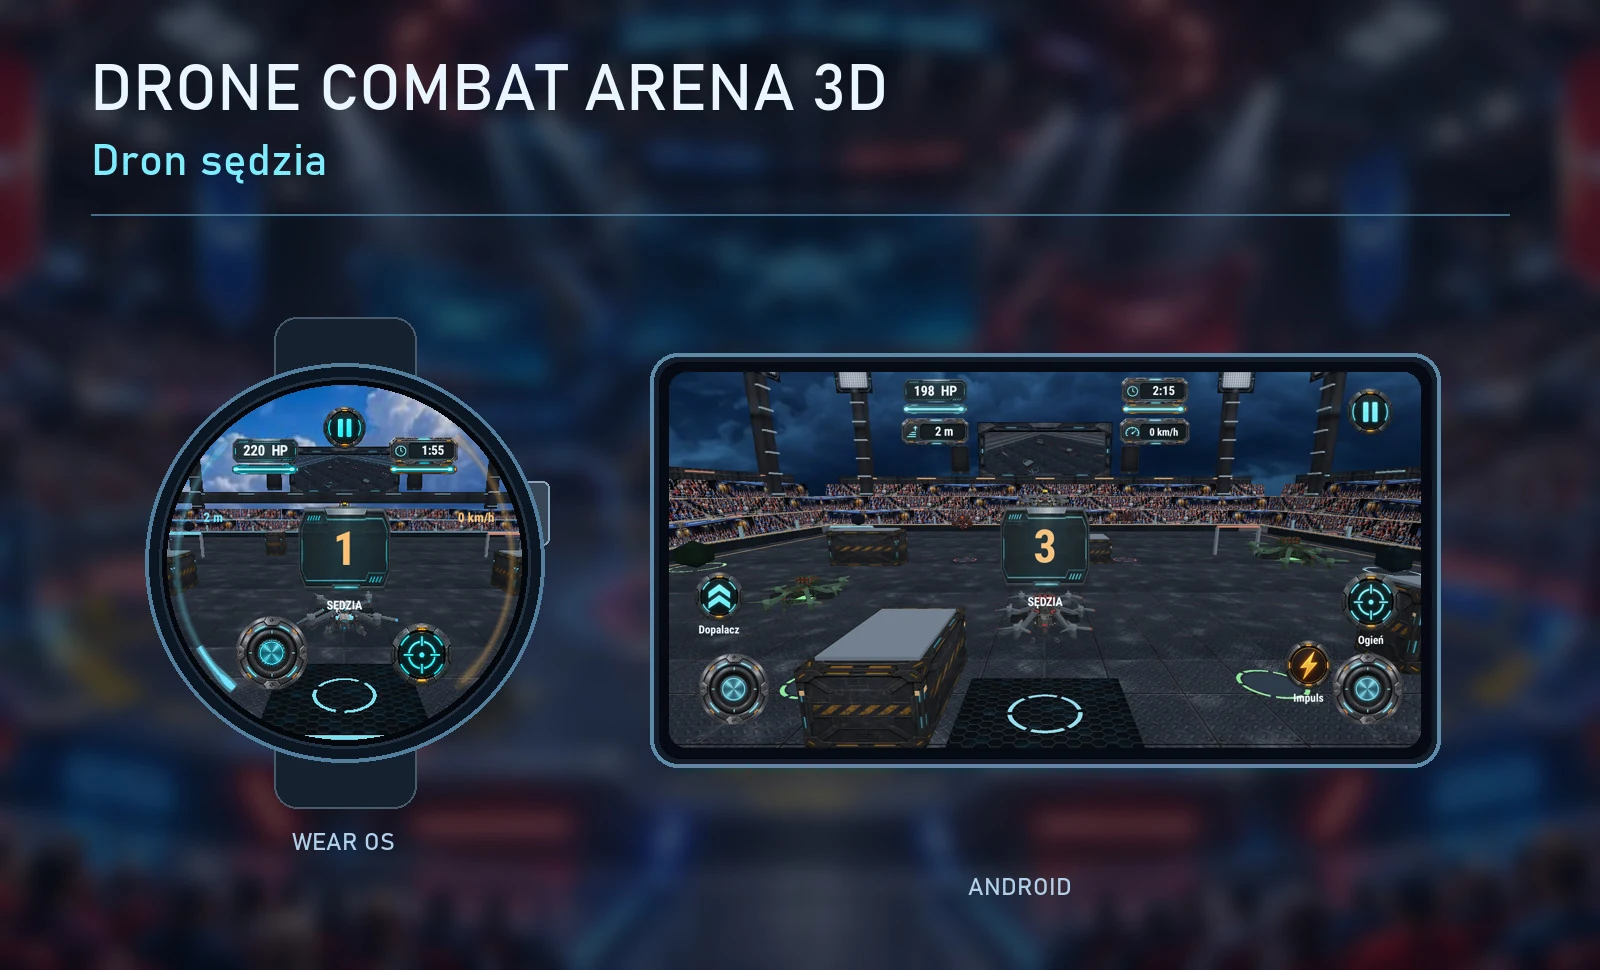 DRONE COMBAT ARENA 3D
Dron sędzia
220 HP
1:55
2 m
0 km/h
1
SĘDZIA
WEAR OS
198 HP
2:15
2 m
0 km/h
3
SĘDZIA
Dopalacz
Ogień
Impuls
ANDROID